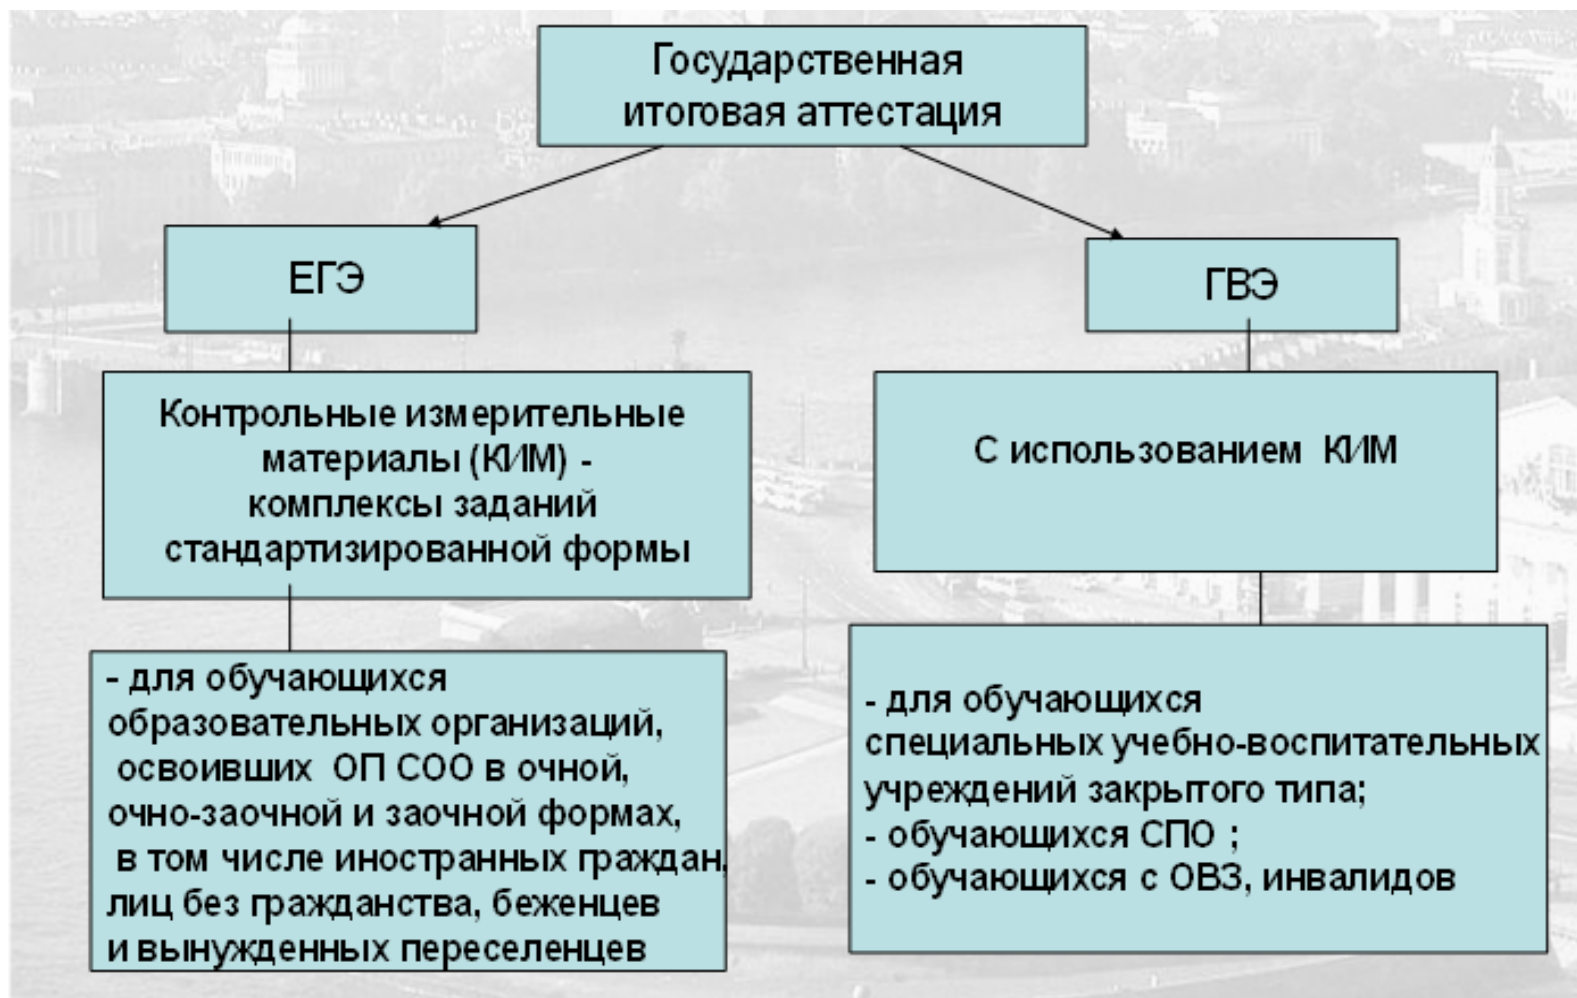 Государственная
итоговая аттестация
ЕГЭ
ГВЭ
Контрольные измерительные
материалы (КИМ) -
комплексы заданий
стандартизированной формы
С использованием КИМ
- для обучающихся
образовательных организаций,
освоивших ОП СОО в очной,
очно-заочной и заочной формах,
в том числе иностранных граждан,
лиц без гражданства, беженцев
и вынужденных переселенцев
- для обучающихся
специальных учебно-воспитательных
учреждений закрытого типа;
- обучающихся СПО ;
- обучающихся с ОВЗ, инвалидов